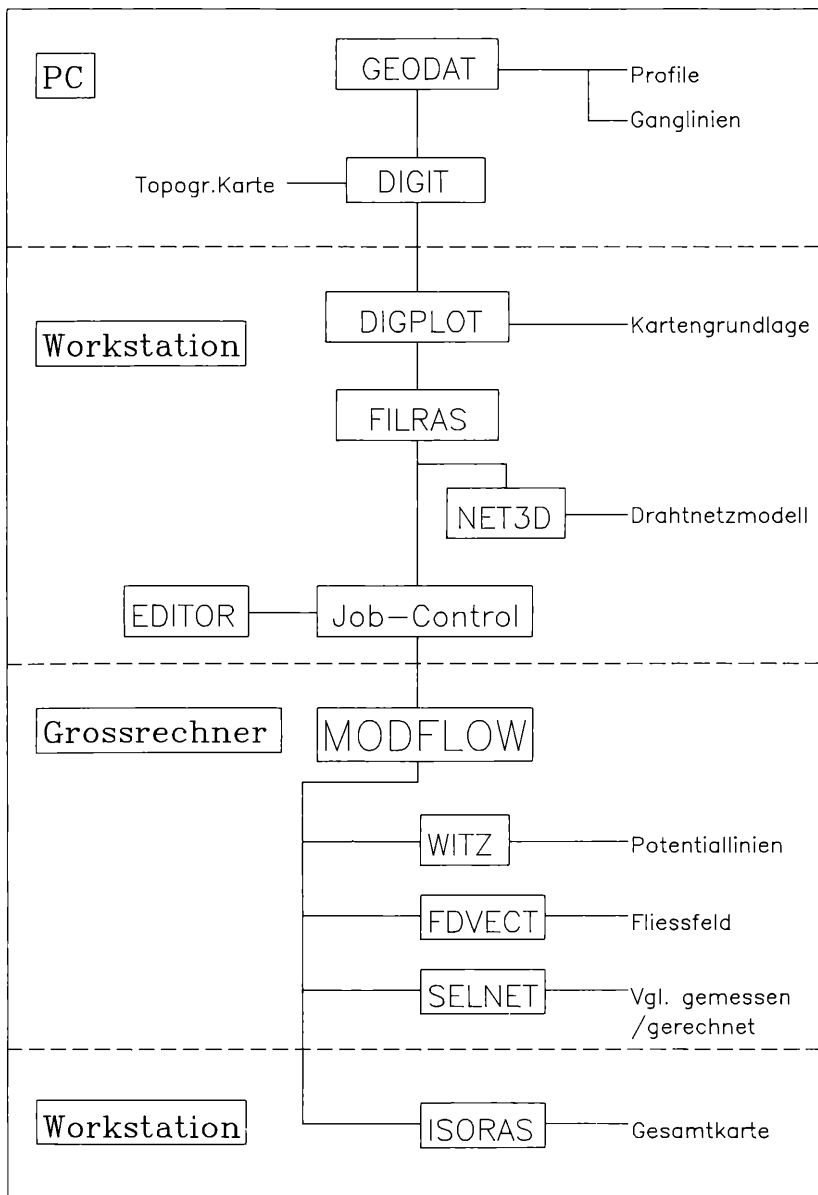 PC
GEODAT
Profile
Ganglinien
Topogr.Karte
DIGIT
Workstation
DIGPLOT
Kartengrundlage
FILRAS
NET3D
Drahtnetzmodell
EDITOR
Job-Control
Grossrechner
MODFLOW
WITZ
Potentiallinien
FDVECT
Fliessfeld
SELNET
Vgl. gemessen
/gerechnet
Workstation
ISORAS
Gesamtkarte